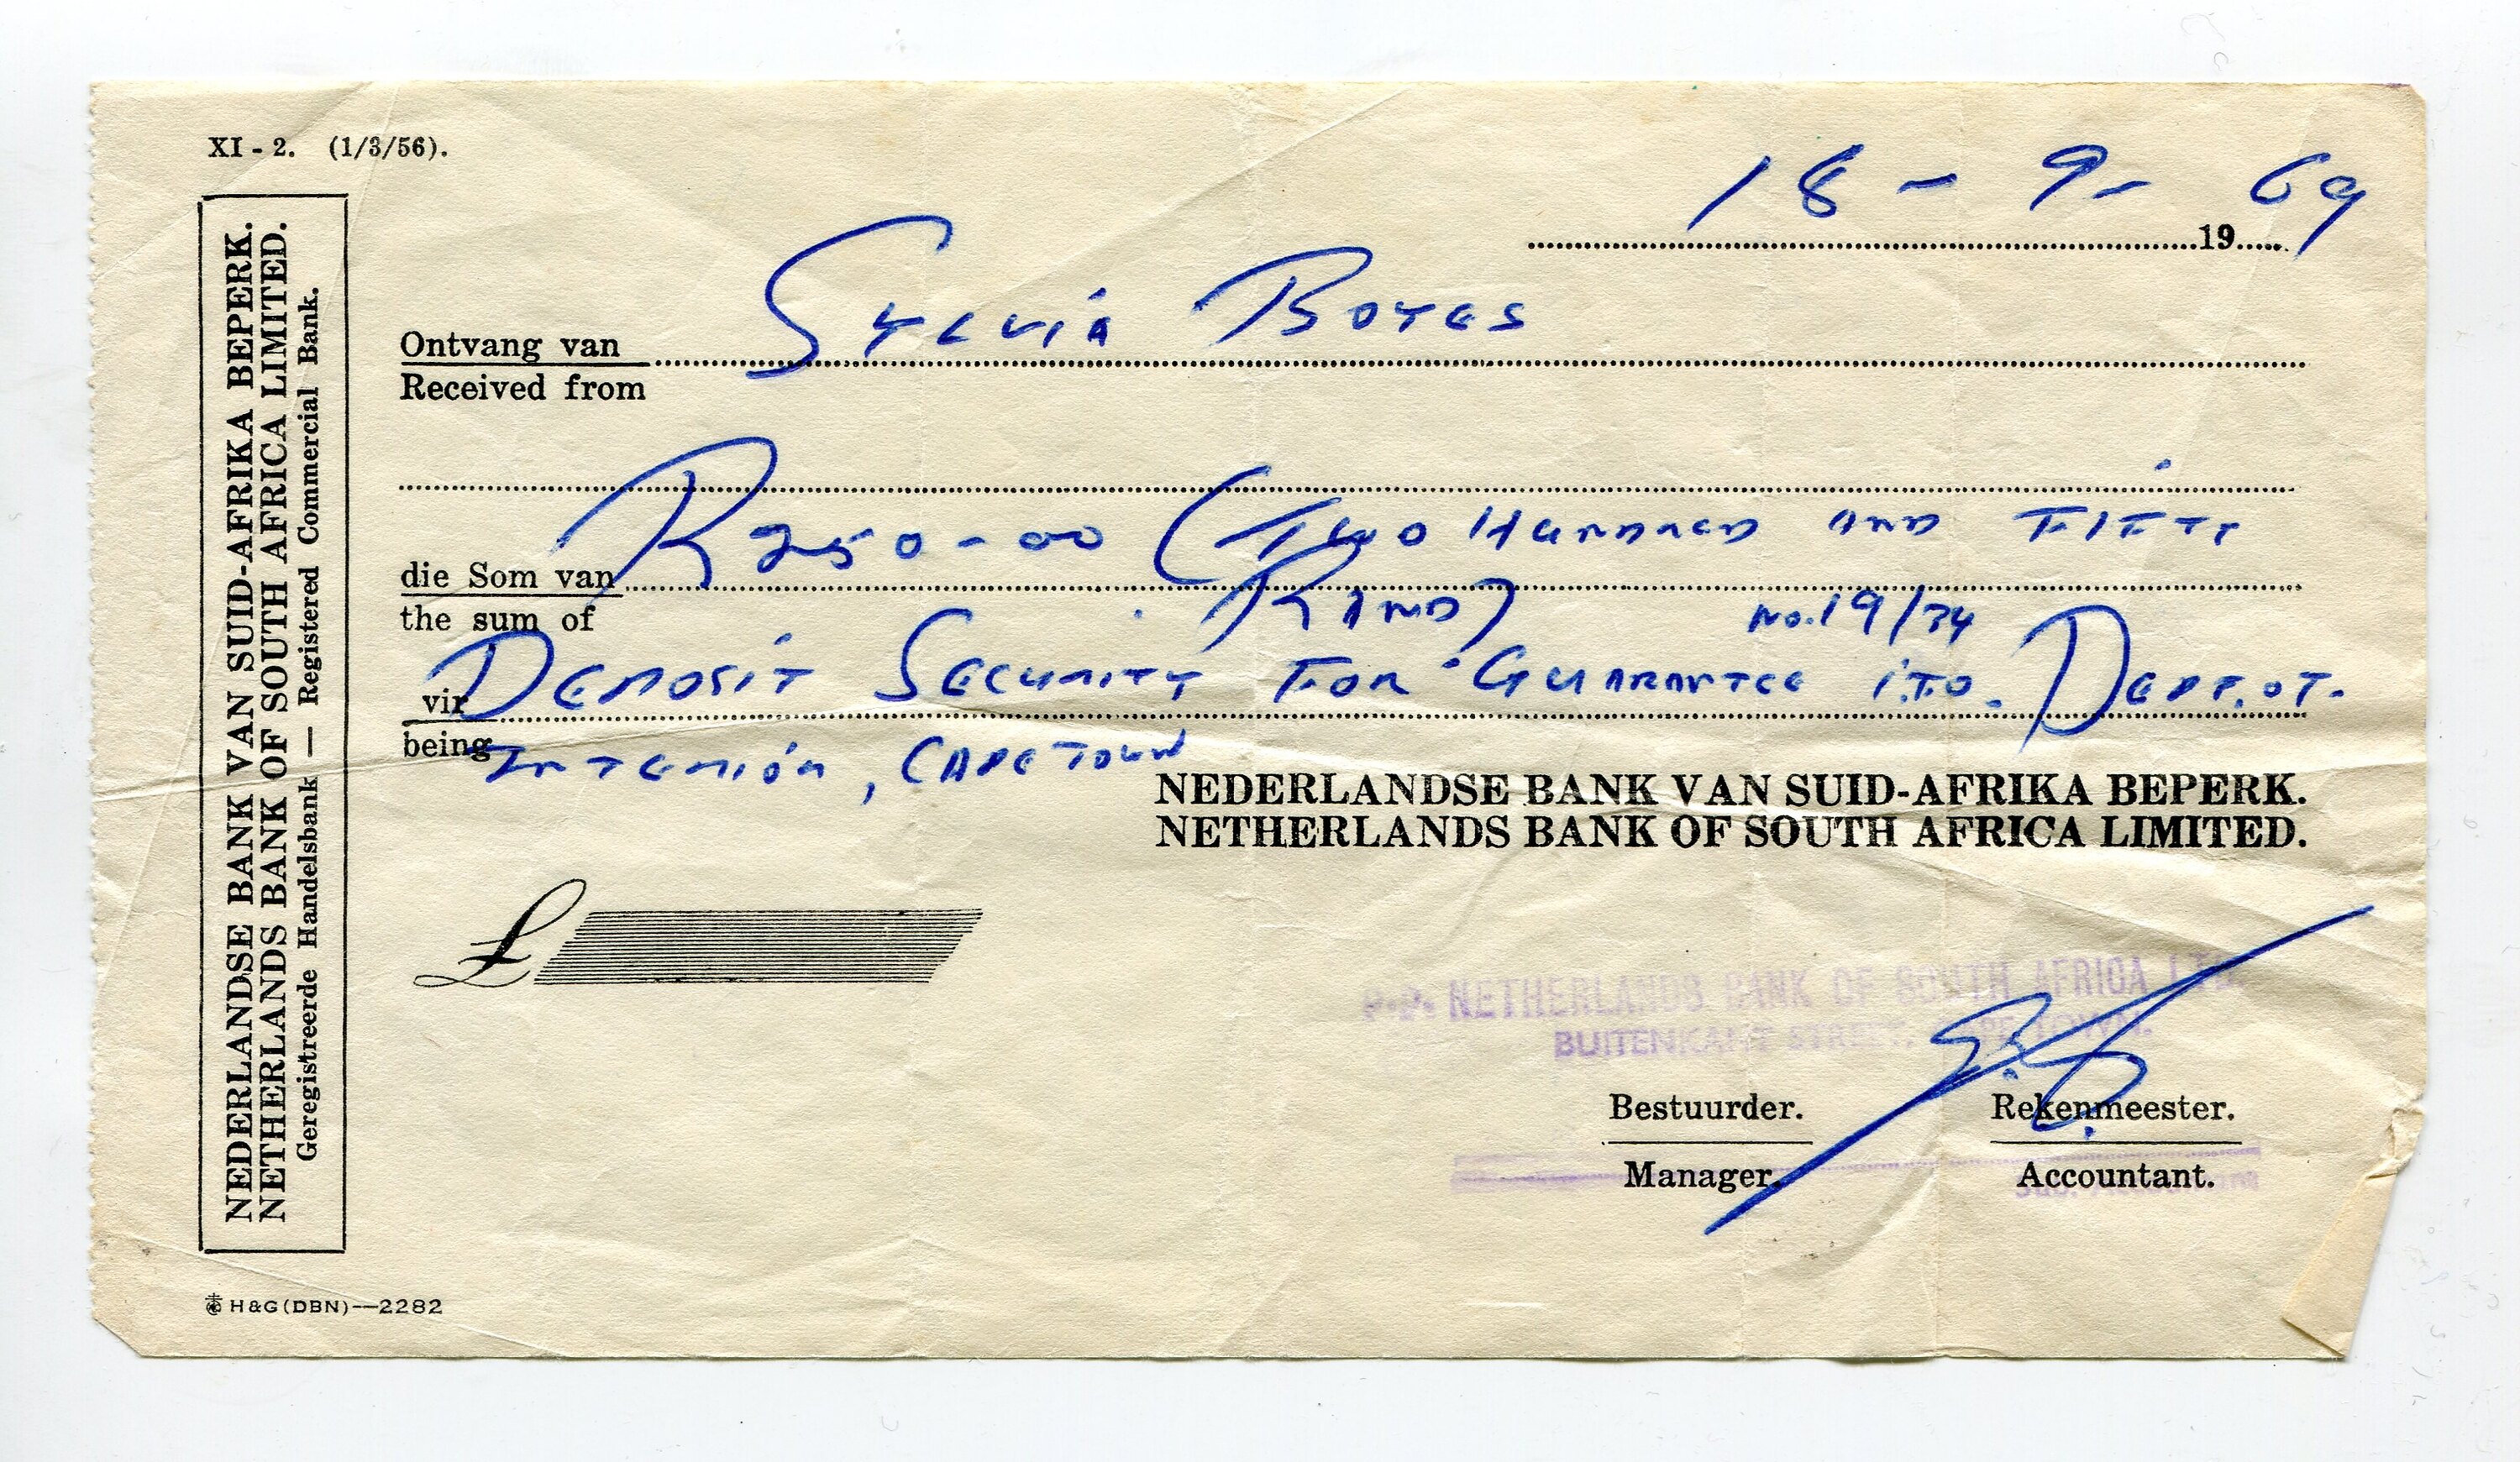 XI - 2. (1/3/56).
18 - 9 - 69
19
NEDERLANDSE BANK VAN SUID-AFRIKA BEPERK.
NETHERLANDS BANK OF SOUTH AFRICA LIMITED.
Geregistreerde Handelsbank — Registered Commercial Bank.
Ontvang van SYLVIA BOYES
Received from
die Som van R250-00 (TWO HUNDRED AND FIFTY
the sum of RAND)
No. 19/34
vir DEPOSIT SECURITY FOR GUARANTEE I.T.O. DEPT. OF.
being INTERIOR, CAPE TOWN
NEDERLANDSE BANK VAN SUID-AFRIKA BEPERK.
NETHERLANDS BANK OF SOUTH AFRICA LIMITED.
£
p.p. NETHERLANDS BANK OF SOUTH AFRICA LTD.
BUITENKANT STREET, CAPE TOWN.
Bestuurder. Rekenmeester.
Manager. Accountant.
H&G (DBN)—2282